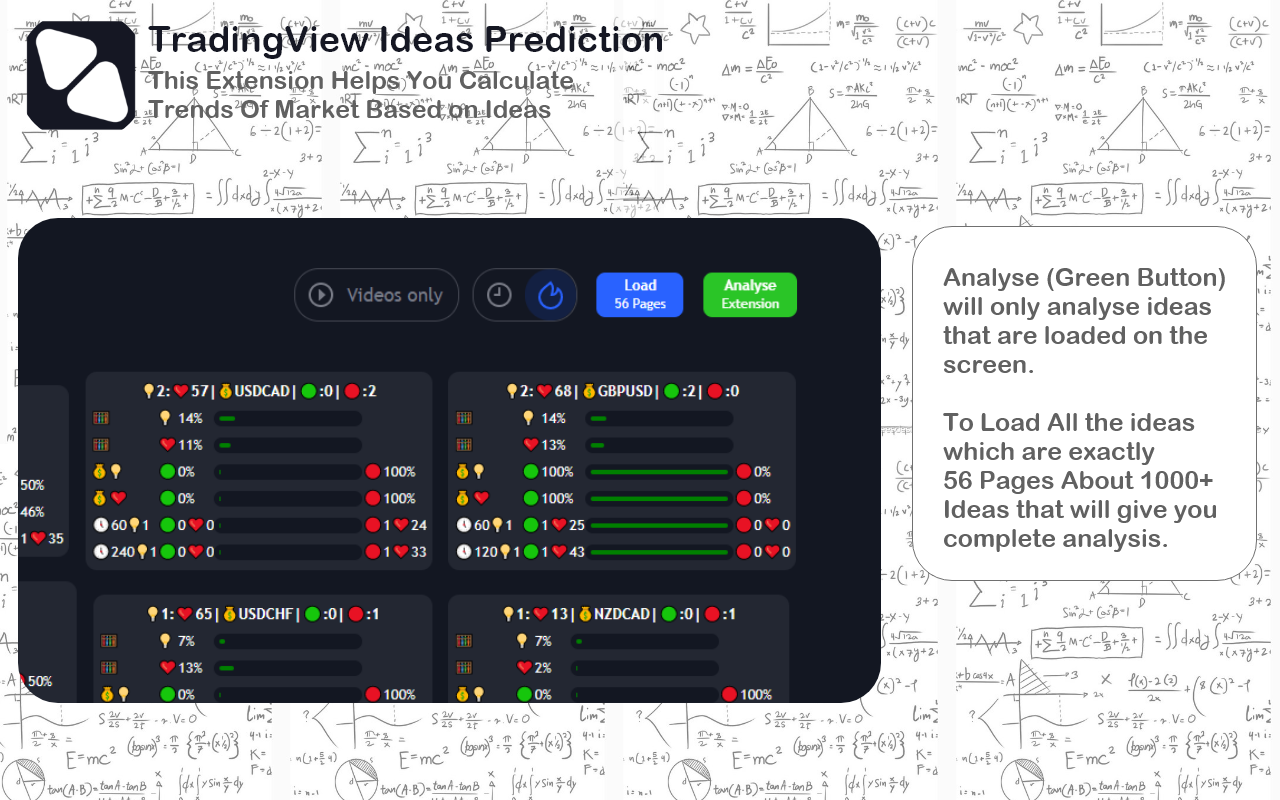 TradingView Ideas Prediction
This Extension Helps You Calculate
Trends Of Market Based on Ideas
Videos only
Load
56 Pages
Analyse
Extension
2: 57| USDCAD| :0| :2
14%
11%
0% 100%
0% 100%
60 1 0 0 1 24
240 1 0 0 1 33
2: 68| GBPUSD| :2| :0
14%
13%
100% 0%
100% 0%
60 1 1 25 0 0
120 1 1 43 0 0
50%
46%
1 35
1: 65| USDCHF| :0| :1
7%
13%
0% 100%
1: 13| NZDCAD| :0| :1
7%
2%
0% 100%
50%
Analyse (Green Button)
will only analyse ideas
that are loaded on the
screen.
To Load All the ideas
which are exactly
56 Pages About 1000+
Ideas that will give you
complete analysis.